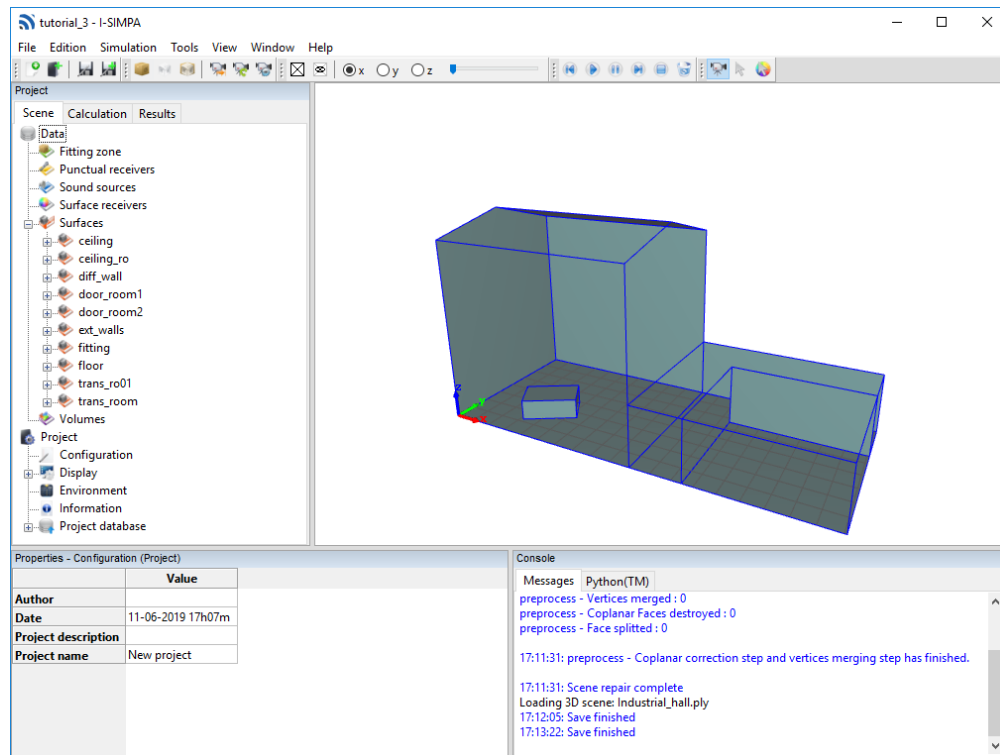 tutorial_3 - I-SIMPA
File Edition Simulation Tools View Window Help
x y z
Project
Scene Calculation Results
Data
Fitting zone
Punctual receivers
Sound sources
Surface receivers
Surfaces
ceiling
ceiling_ro
diff_wall
door_room1
door_room2
ext_walls
fitting
floor
trans_ro01
trans_room
Volumes
Project
Configuration
Display
Environment
Information
Project database
z
y
x
Properties - Configuration (Project)
Value
Author
Date 11-06-2019 17h07m
Project description
Project name New project
Console
Messages Python(TM)
preprocess - Vertices merged : 0
preprocess - Coplanar Faces destroyed : 0
preprocess - Face splitted : 0
17:11:31: preprocess - Coplanar correction step and vertices merging step has finished.
17:11:31: Scene repair complete
Loading 3D scene: Industrial_hall.ply
17:12:05: Save finished
17:13:22: Save finished